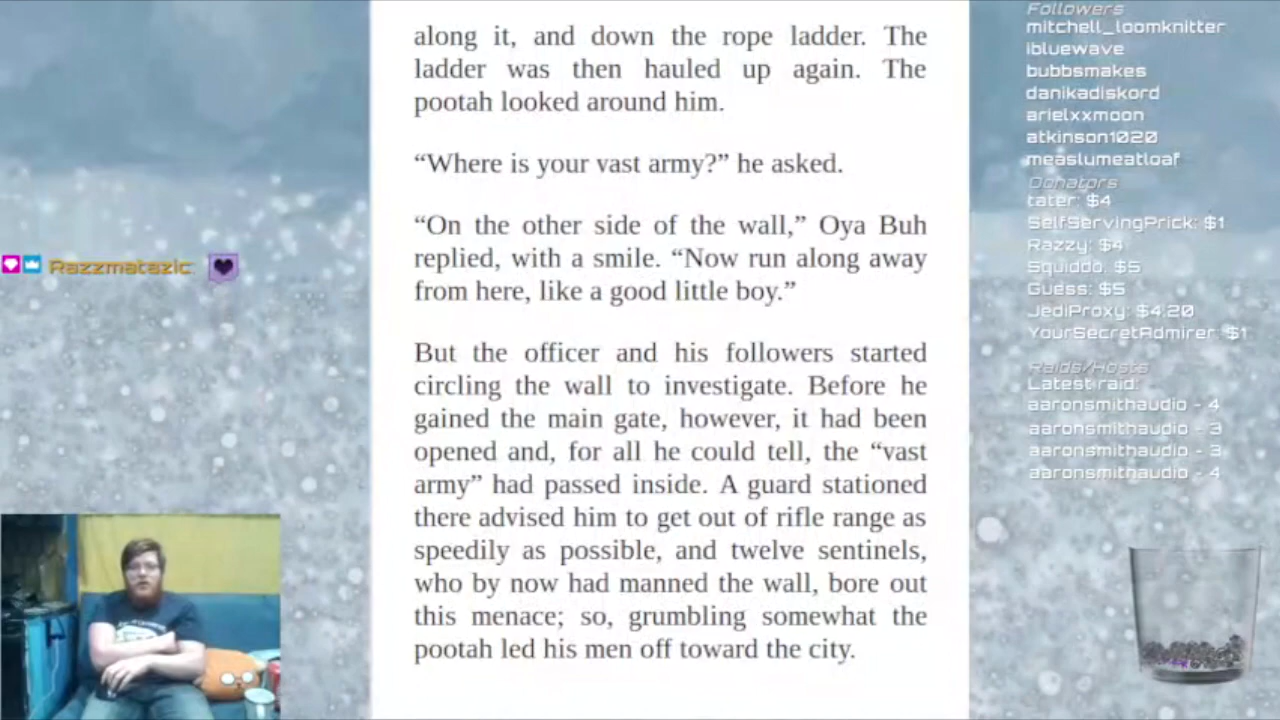 along it, and down the rope ladder. The
ladder was then hauled up again. The
pootah looked around him.
“Where is your vast army?” he asked.
“On the other side of the wall,” Oya Buh
replied, with a smile. “Now run along away
from here, like a good little boy.”
But the officer and his followers started
circling the wall to investigate. Before he
gained the main gate, however, it had been
opened and, for all he could tell, the “vast
army” had passed inside. A guard stationed
there advised him to get out of rifle range as
speedily as possible, and twelve sentinels,
who by now had manned the wall, bore out
this menace; so, grumbling somewhat the
pootah led his men off toward the city.
Razzmatazic
Followers
mitchell_loomknitter
ibluewave
bubbsmakes
danikadiskord
arielxxmoon
atkinson1020
measlumeatloaf
Donators
tater: $4
SelfServingPrick: $1
Razzy: $4
Squiddo: $5
Guess: $5
JediProxy: $4.20
YourSecretAdmirer: $1
Raids/Hosts
Latest raid:
aaronsmithaudio - 4
aaronsmithaudio - 3
aaronsmithaudio - 3
aaronsmithaudio - 4